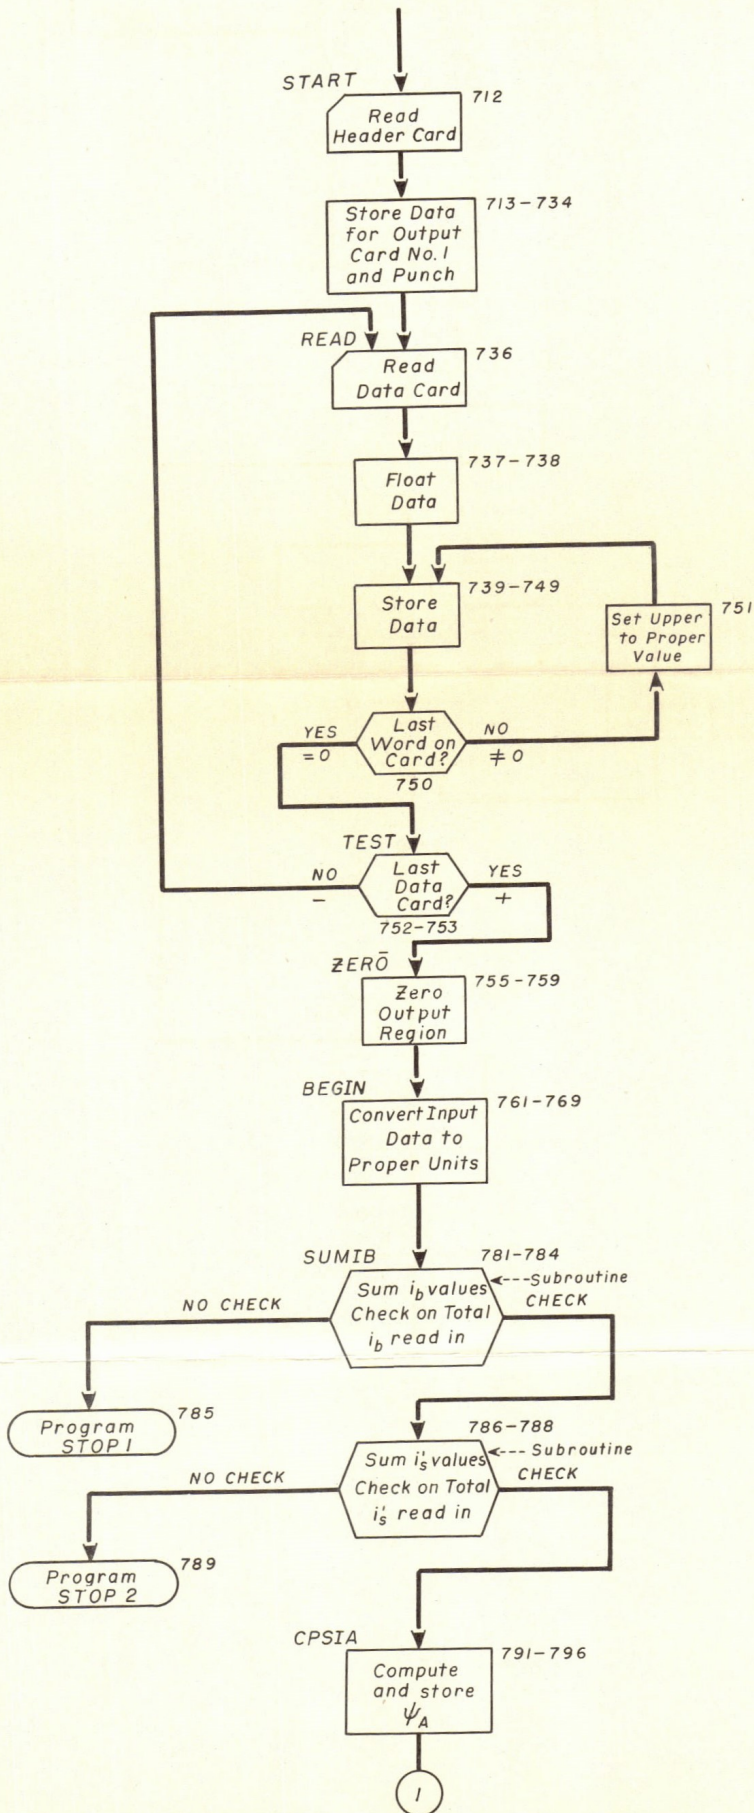 START
712
Read
Header Card
713-734
Store Data
for Output
Card No. 1
and Punch
READ
736
Read
Data Card
737-738
Float
Data
739-749
Store
Data
751
Set Upper
to Proper
Value
YES
=0
Last
Word on
Card?
NO
≠0
750
TEST
NO
-
Last
Data
Card?
YES
+
752-753
ZERŌ
755-759
Zero
Output
Region
BEGIN
761-769
Convert Input
Data to
Proper Units
SUMIB
781-784
Subroutine
Sum i_b values
Check on Total
i_b read in
NO CHECK
CHECK
785
Program
STOP 1
786-788
Subroutine
Sum i's values
Check on Total
i's read in
NO CHECK
CHECK
789
Program
STOP 2
CPSIA
791-796
Compute
and store
ψA
1